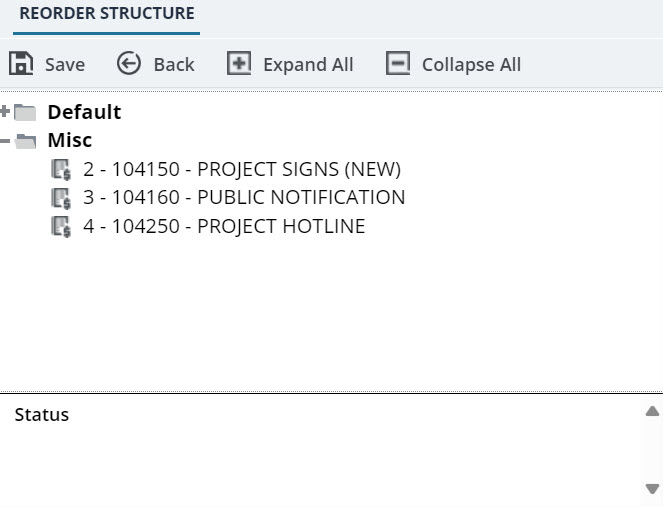 REORDER STRUCTURE
Save Back Expand All Collapse All
Default
Misc
2 - 104150 - PROJECT SIGNS (NEW)
3 - 104160 - PUBLIC NOTIFICATION
4 - 104250 - PROJECT HOTLINE
Status